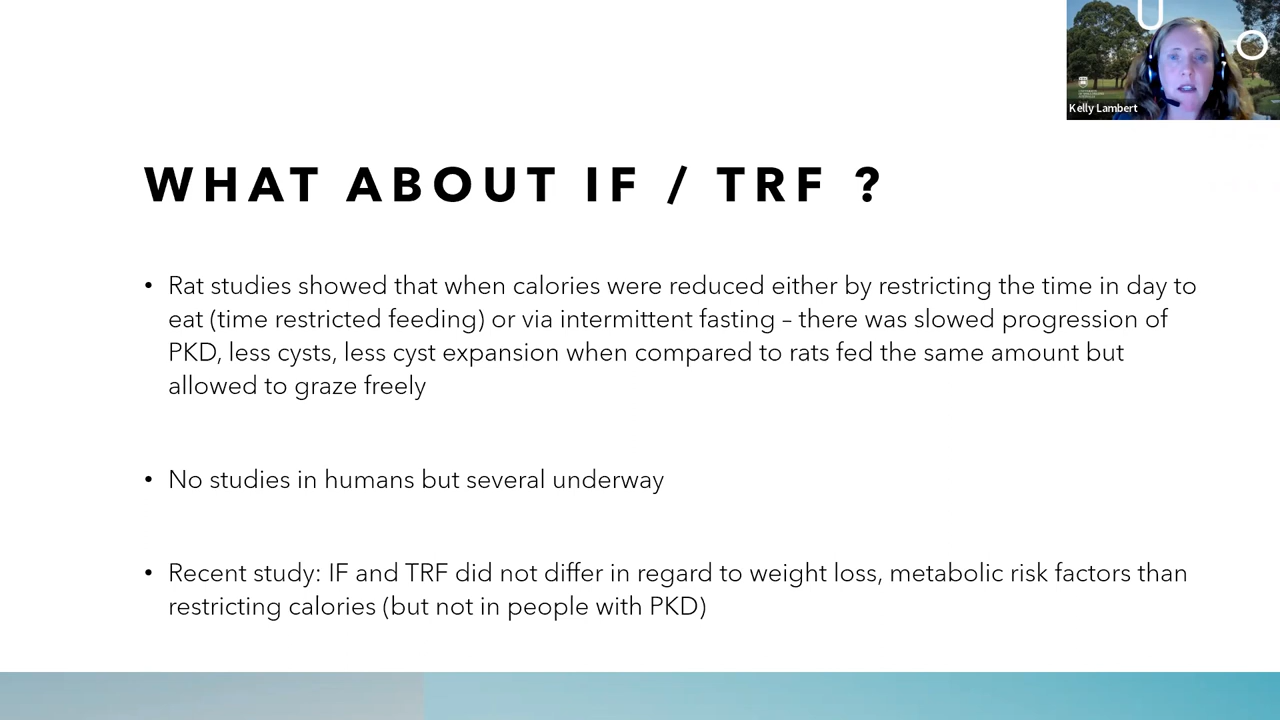 Kelly Lambert
WHAT ABOUT IF / TRF ?
• Rat studies showed that when calories were reduced either by restricting the time in day to
eat (time restricted feeding) or via intermittent fasting – there was slowed progression of
PKD, less cysts, less cyst expansion when compared to rats fed the same amount but
allowed to graze freely
• No studies in humans but several underway
• Recent study: IF and TRF did not differ in regard to weight loss, metabolic risk factors than
restricting calories (but not in people with PKD)